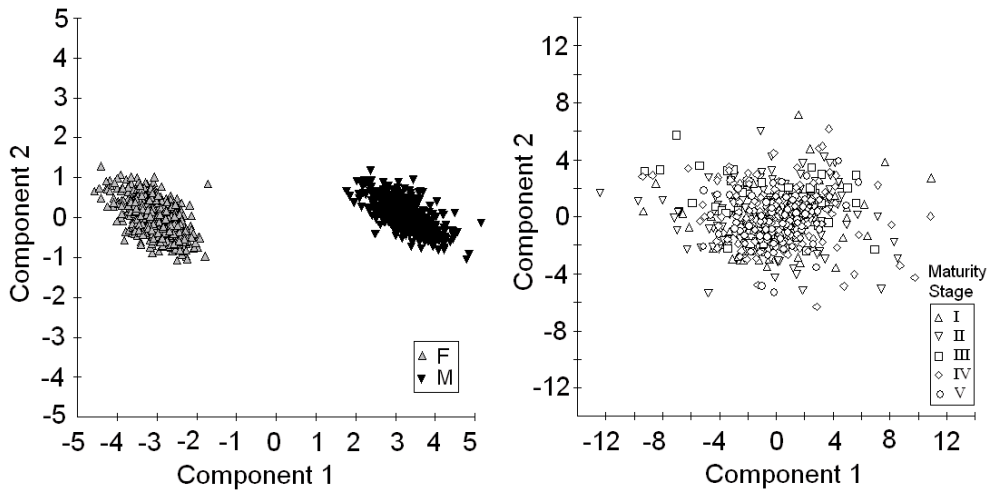 5
4
3
2
1
0
-1
-2
-3
-4
-5
Component 2
-5 -4 -3 -2 -1 0 1 2 3 4 5
Component 1
F
M
12
8
4
0
-4
-8
-12
Component 2
-12 -8 -4 0 4 8 12
Component 1
Maturity
Stage
I
II
III
IV
V